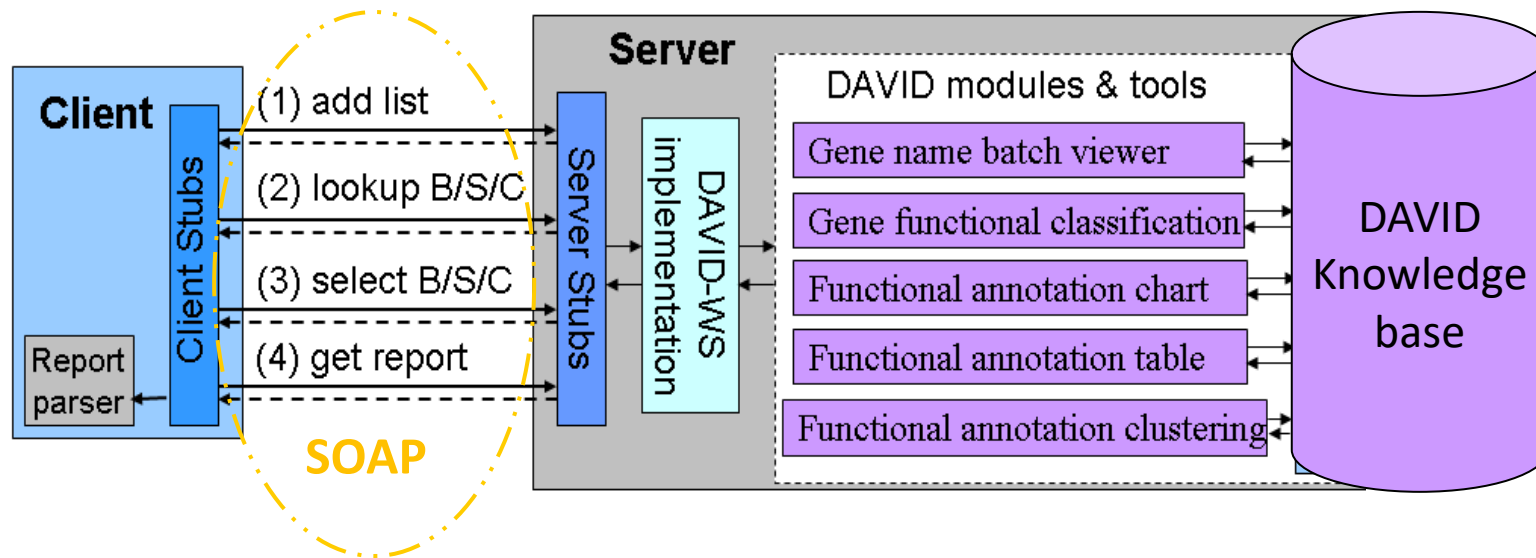 Client
Client Stubs
Report
parser
(1) add list
(2) lookup B/S/C
(3) select B/S/C
(4) get report
SOAP
Server
Server Stubs
DAVID-WS
implementation
DAVID modules & tools
Gene name batch viewer
Gene functional classification
Functional annotation chart
Functional annotation table
Functional annotation clustering
DAVID
Knowledge
base